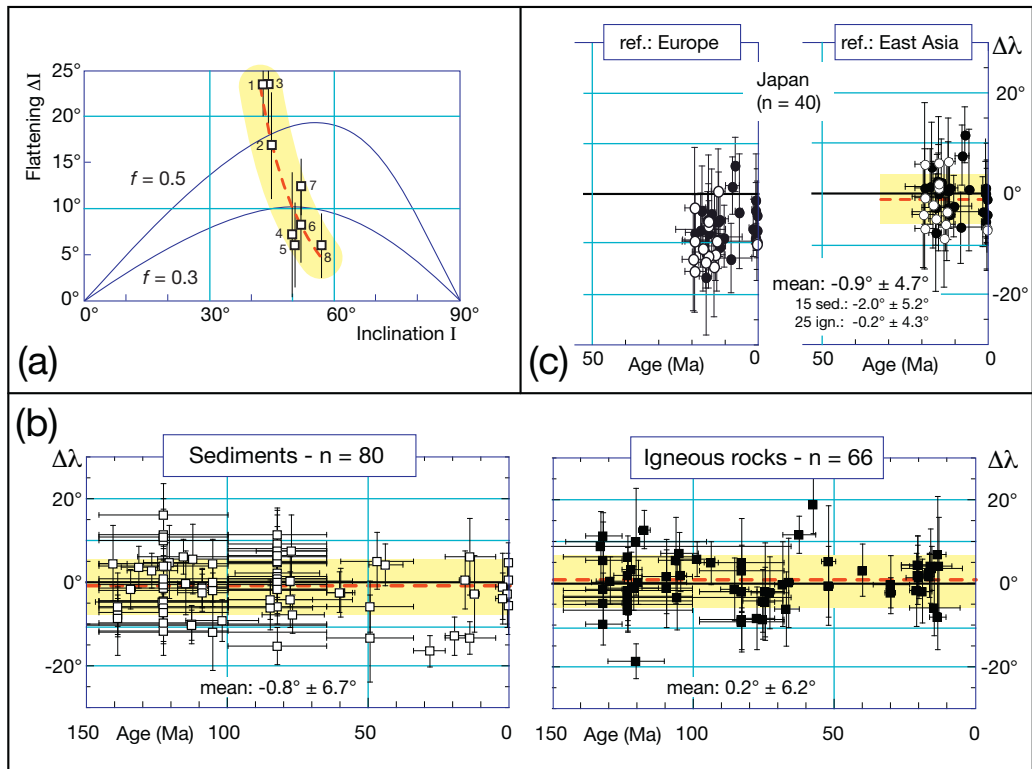 (a)
Flattening ΔI
25°
20°
15°
10°
5°
0°
f = 0.5
f = 0.3
1
3
2
7
4
6
5
8
0°
30°
60°
90°
Inclination I
(c)
ref.: Europe
ref.: East Asia
Δλ
Japan
(n = 40)
20°
0°
-20°
mean: -0.9° ± 4.7°
15 sed.: -2.0° ± 5.2°
25 ign.: -0.2° ± 4.3°
50
Age (Ma)
0
50
Age (Ma)
0
(b)
Sediments - n = 80
Δλ
20°
0°
-20°
mean: -0.8° ± 6.7°
150
Age (Ma)
100
50
0
Igneous rocks - n = 66
Δλ
20°
0°
-20°
mean: 0.2° ± 6.2°
150
Age (Ma)
100
50
0